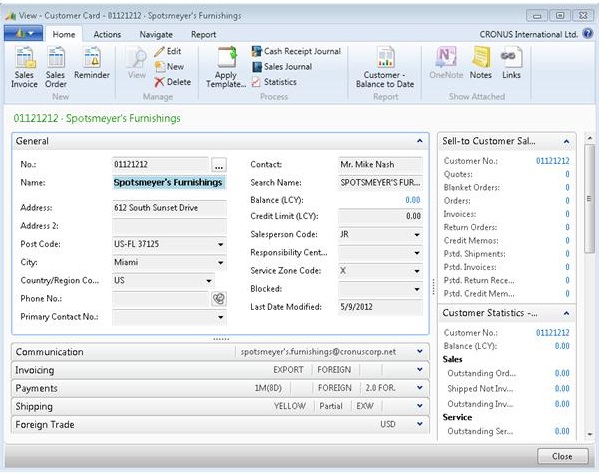 View - Customer Card - 01121212 · Spotsmeyer's Furnishings
Home Actions Navigate Report CRONUS International Ltd.
Sales Invoice
Sales Order
Reminder
New
View
Edit
New
Delete
Manage
Apply Template...
Cash Receipt Journal
Sales Journal
Statistics
Process
Customer - Balance to Date
Report
OneNote
Notes
Links
Show Attached
01121212 · Spotsmeyer's Furnishings
General
No.: 01121212 ...
Name: Spotsmeyer's Furnishings
Address: 612 South Sunset Drive
Address 2:
Post Code: US-FL 37125
City: Miami
Country/Region Co... US
Phone No.:
Primary Contact No.:
Contact: Mr. Mike Nash
Search Name: SPOTSMEYER'S FUR...
Balance (LCY): 0.00
Credit Limit (LCY): 0.00
Salesperson Code: JR
Responsibility Cent...
Service Zone Code: X
Blocked:
Last Date Modified: 5/9/2012
Communication spotsmeyer's.furnishings@cronuscorp.net
Invoicing EXPORT FOREIGN
Payments 1M(8D) FOREIGN 2.0 FOR.
Shipping YELLOW Partial EXW
Foreign Trade USD
Sell-to Customer Sal...
Customer No.: 01121212
Quotes: 0
Blanket Orders: 0
Orders: 0
Invoices: 0
Return Orders: 0
Credit Memos: 0
Pstd. Shipments: 0
Pstd. Invoices: 0
Pstd. Return Rece... 0
Pstd. Credit Mem... 0
Customer Statistics -...
Customer No.: 01121212
Balance (LCY): 0.00
Sales
Outstanding Ord... 0.00
Shipped Not Inv... 0.00
Outstanding Inv... 0.00
Service
Outstanding Ser... 0.00
Close